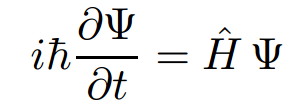 iħ ∂Ψ/∂t = Ĥ Ψ